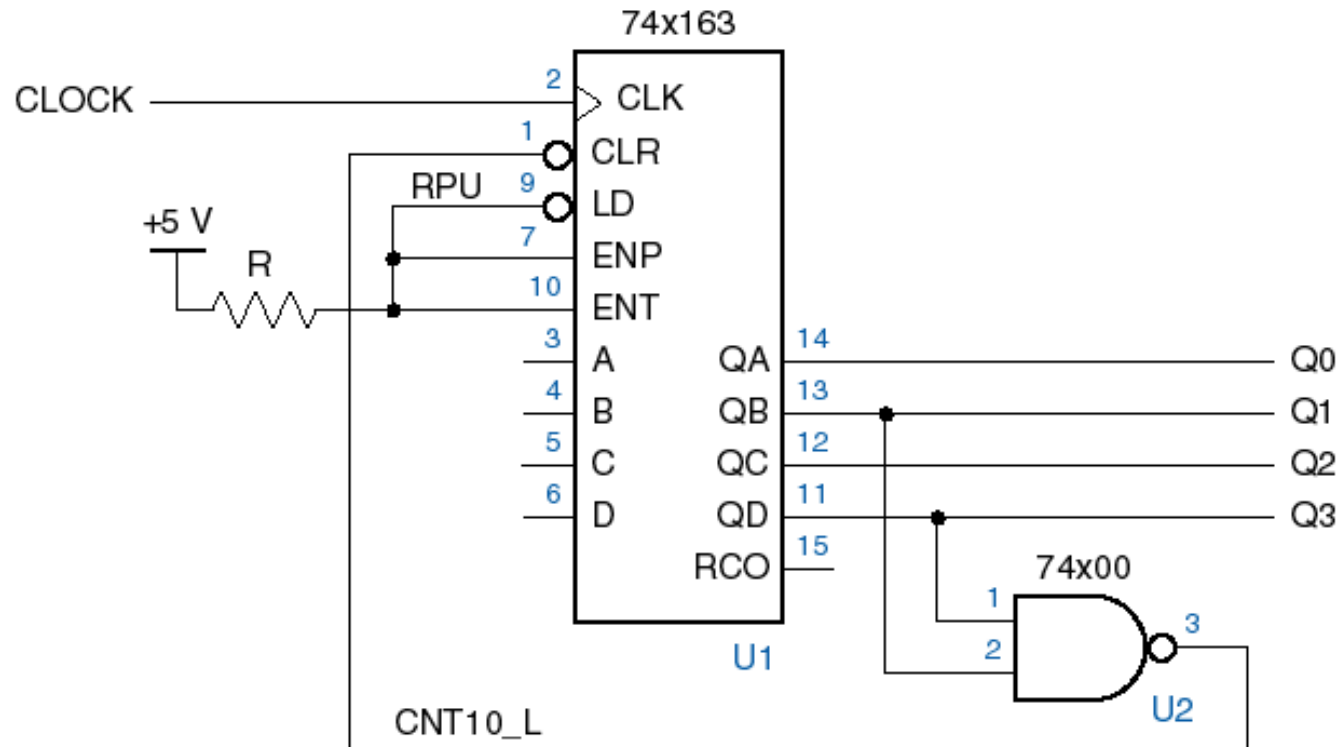 74x163
CLOCK 2 CLK
1 CLR
RPU 9 LD
+5 V 7 ENP
R 10 ENT
3 A QA 14 Q0
4 B QB 13 Q1
5 C QC 12 Q2
6 D QD 11 Q3
RCO 15
74x00
1
2 3
U1
U2
CNT10_L